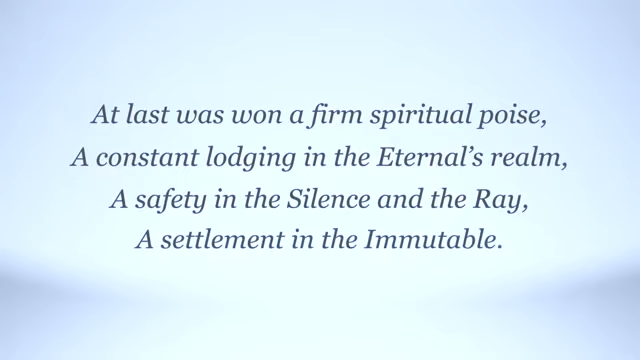 At last was won a firm spiritual poise,
A constant lodging in the Eternal’s realm,
A safety in the Silence and the Ray,
A settlement in the Immutable.